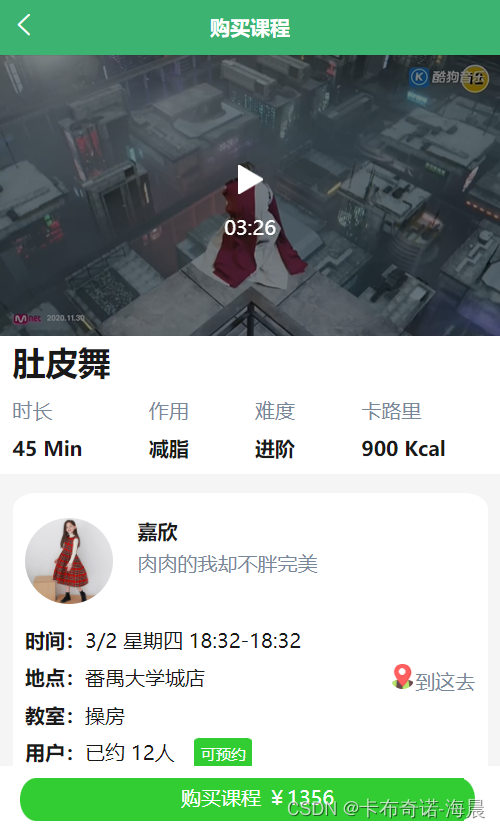 购买课程
酷狗音乐
03:26
2020.11.30
肚皮舞
时长 作用 难度 卡路里
45 Min 减脂 进阶 900 Kcal
嘉欣
肉肉的我却不胖完美
时间：3/2 星期四 18:32-18:32
地点：番禺大学城店 到这去
教室：操房
用户：已约 12人 可预约
购买课程 ￥1356
CSDN @卡布奇诺-海晨